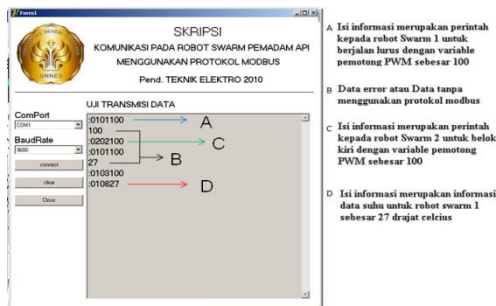 Form1
SKRIPSI
KOMUNIKASI PADA ROBOT SWARM PEMADAM API
MENGGUNAKAN PROTOKOL MODBUS
Pend. TEKNIK ELEKTRO 2010
UNNES
ComPort
COM1
BaudRate
9600
connect
clear
Close
UJI TRANSMISI DATA
:0101100 A
100
:0202100 C
:0101100
27 B
:0103100
:010827 D
A Isi informasi merupakan perintah
kepada robot Swarm 1 untuk
berjalan lurus dengan variable
pemotong PWM sebesar 100
B Data error atau Data tanpa
menggunakan protokol modbus
C Isi informasi merupakan perintah
kepada robot Swarm 2 untuk belok
kiri dengan variable pemotong
PWM sebesar 100
D Isi informasi merupakan informasi
data suhu untuk robot swarm 1
sebesar 27 drajat celcius